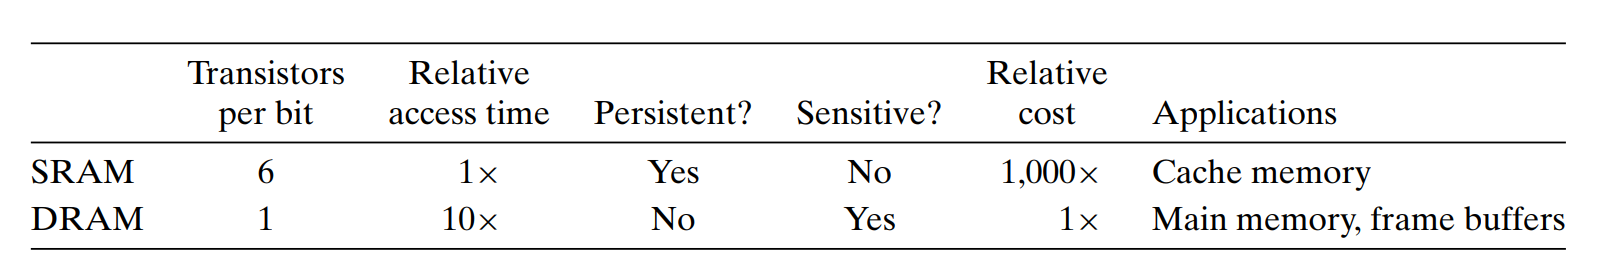 Transistors Relative Relative
per bit access time Persistent? Sensitive? cost Applications
SRAM 6 1× Yes No 1,000× Cache memory
DRAM 1 10× No Yes 1× Main memory, frame buffers